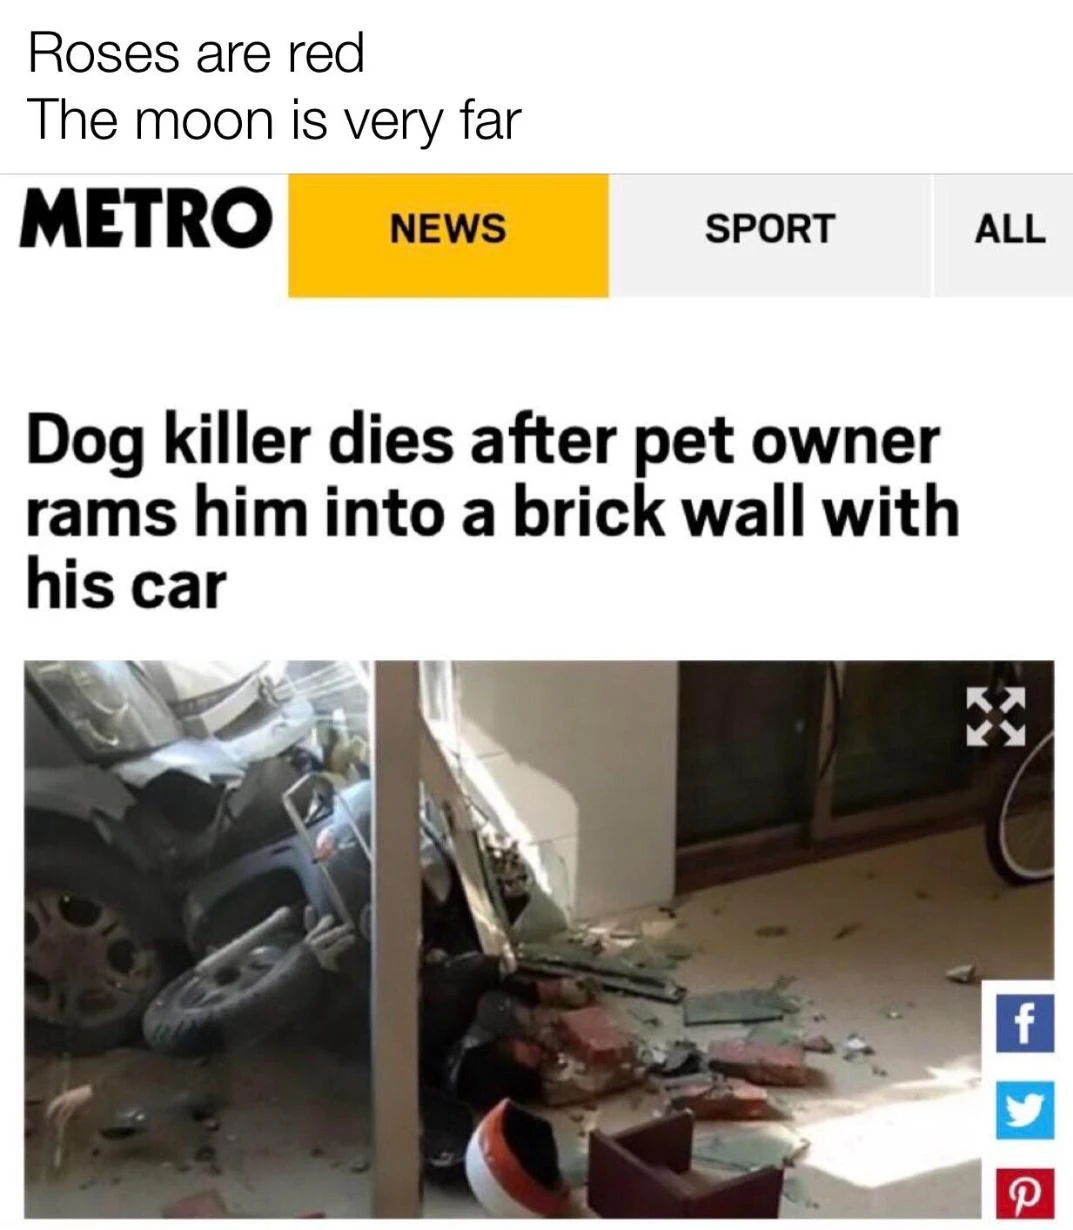 Roses are red
The moon is very far
METRO NEWS SPORT ALL
Dog killer dies after pet owner
rams him into a brick wall with
his car